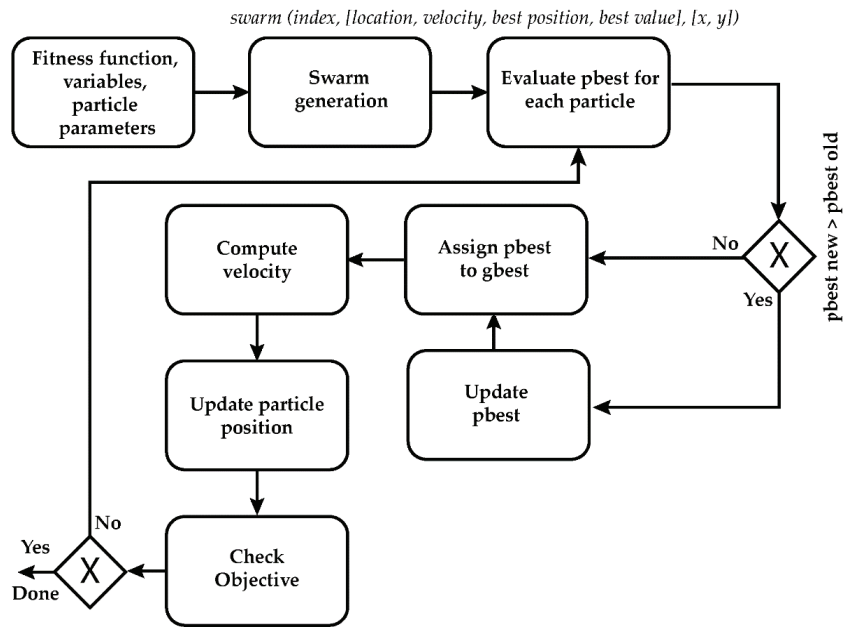 swarm (index, [location, velocity, best position, best value], [x, y])
Fitness function,
variables,
particle
parameters
Swarm
generation
Evaluate pbest for
each particle
pbest new > pbest old
X
No
Yes
Assign pbest
to gbest
Update
pbest
Compute
velocity
Update particle
position
Check
Objective
X
No
Yes
Done